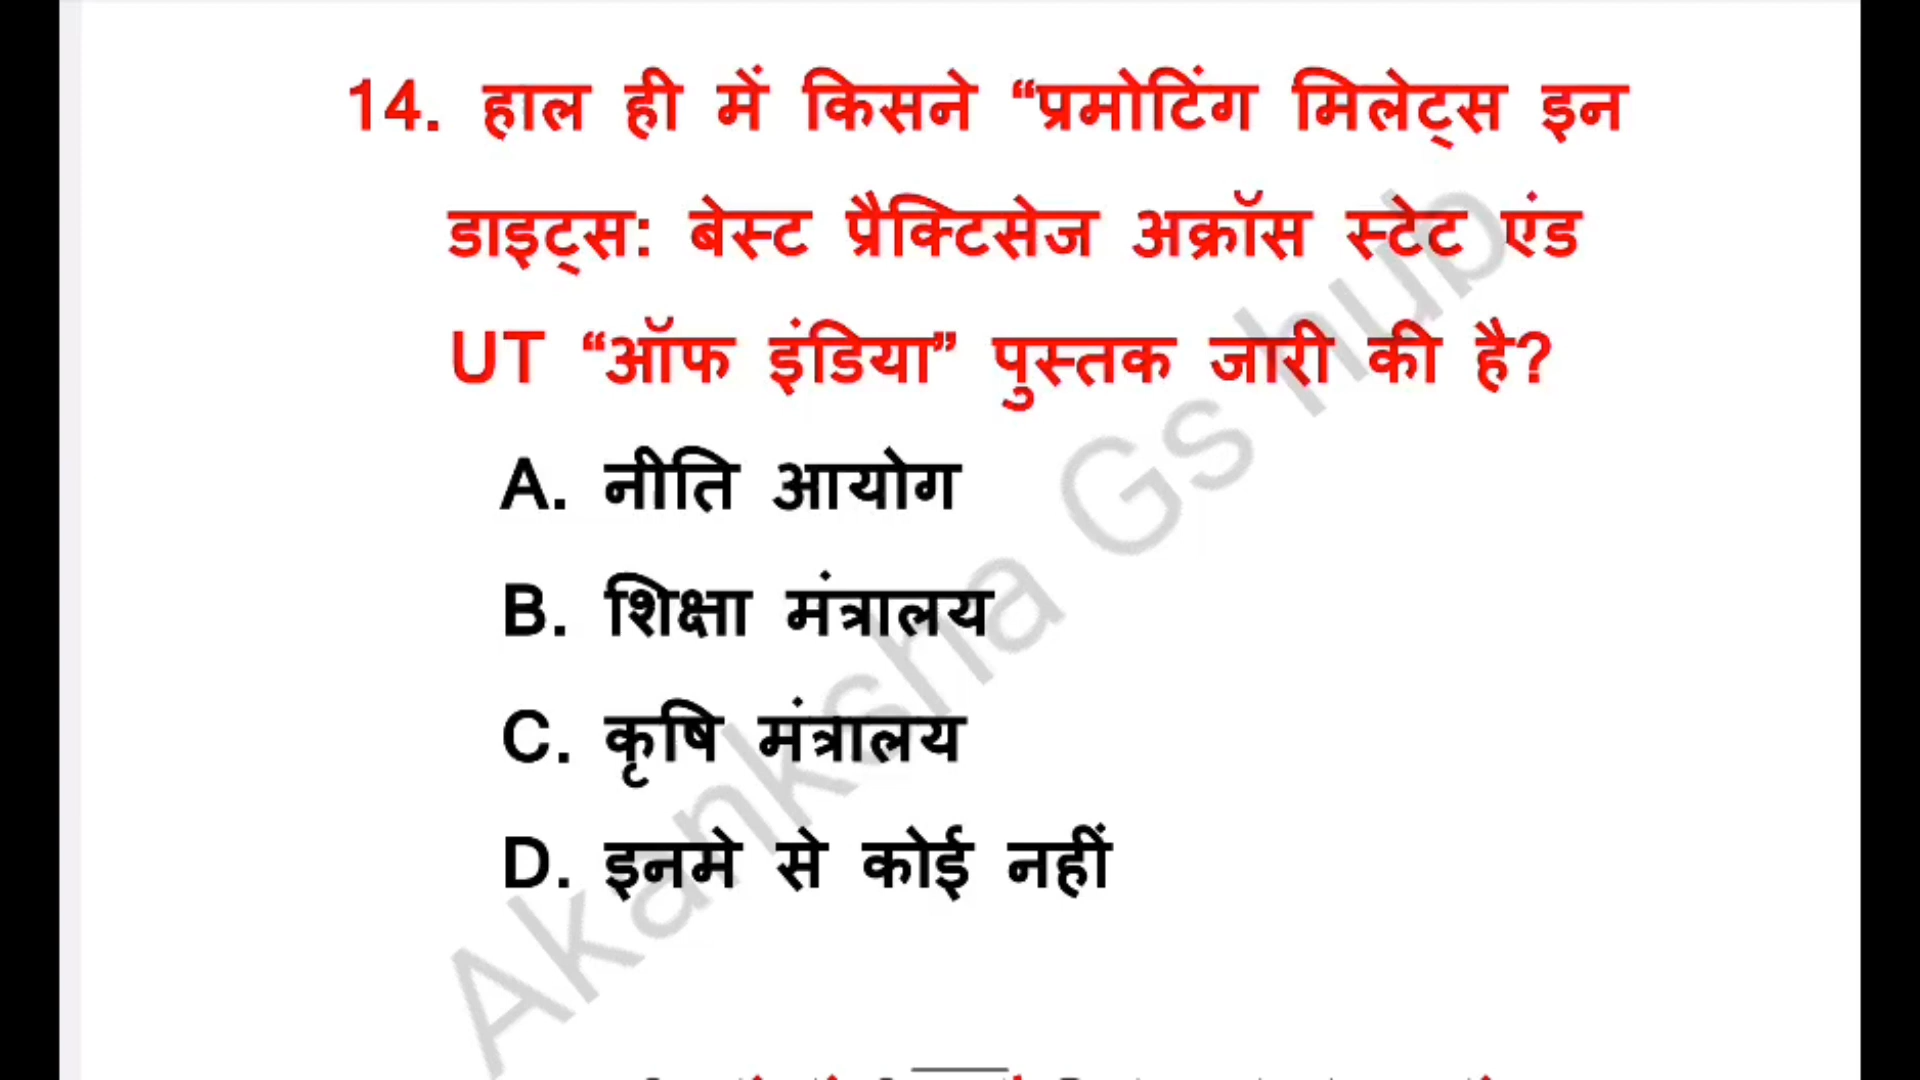 14. हाल ही में किसने “प्रमोटिंग मिलेट्स इन
डाइट्स: बेस्ट प्रैक्टिसेज अक्रॉस स्टेट एंड
UT “ऑफ इंडिया” पुस्तक जारी की है?
A. नीति आयोग
B. शिक्षा मंत्रालय
C. कृषि मंत्रालय
D. इनमे से कोई नहीं
Akanksha Gs hub